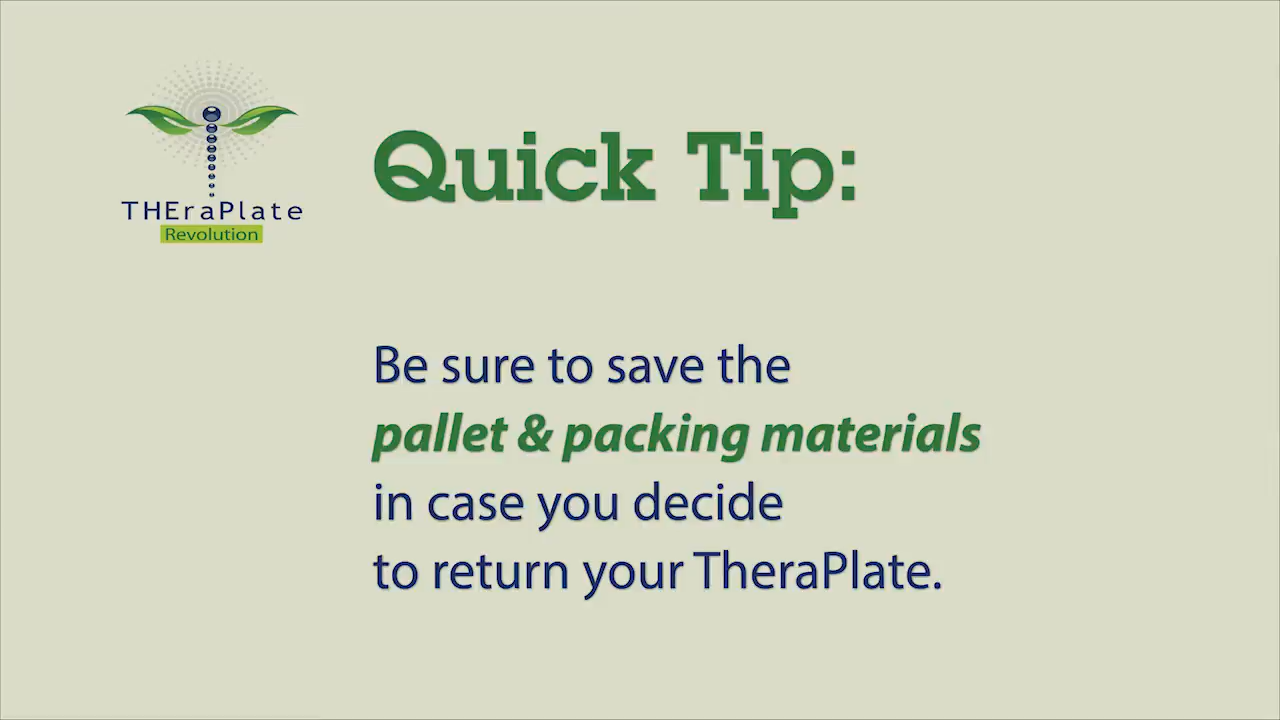 THEraPlate
Revolution
Quick Tip:
Be sure to save the
pallet & packing materials
in case you decide
to return your TheraPlate.